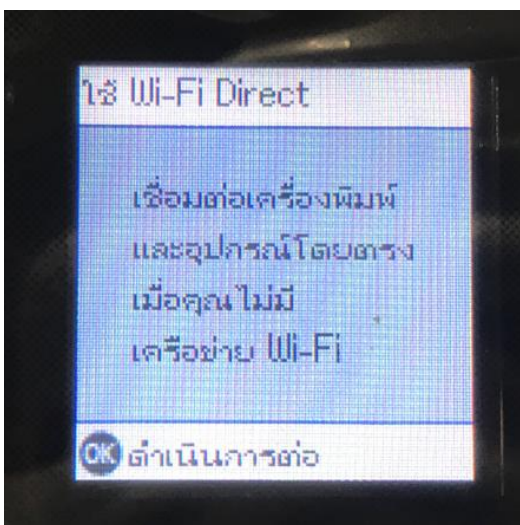 ใช้ Wi-Fi Direct
เชื่อมต่อเครื่องพิมพ์
และอุปกรณ์โดยตรง
เมื่อคุณไม่มี
เครือข่าย Wi-Fi
OK ดำเนินการต่อ